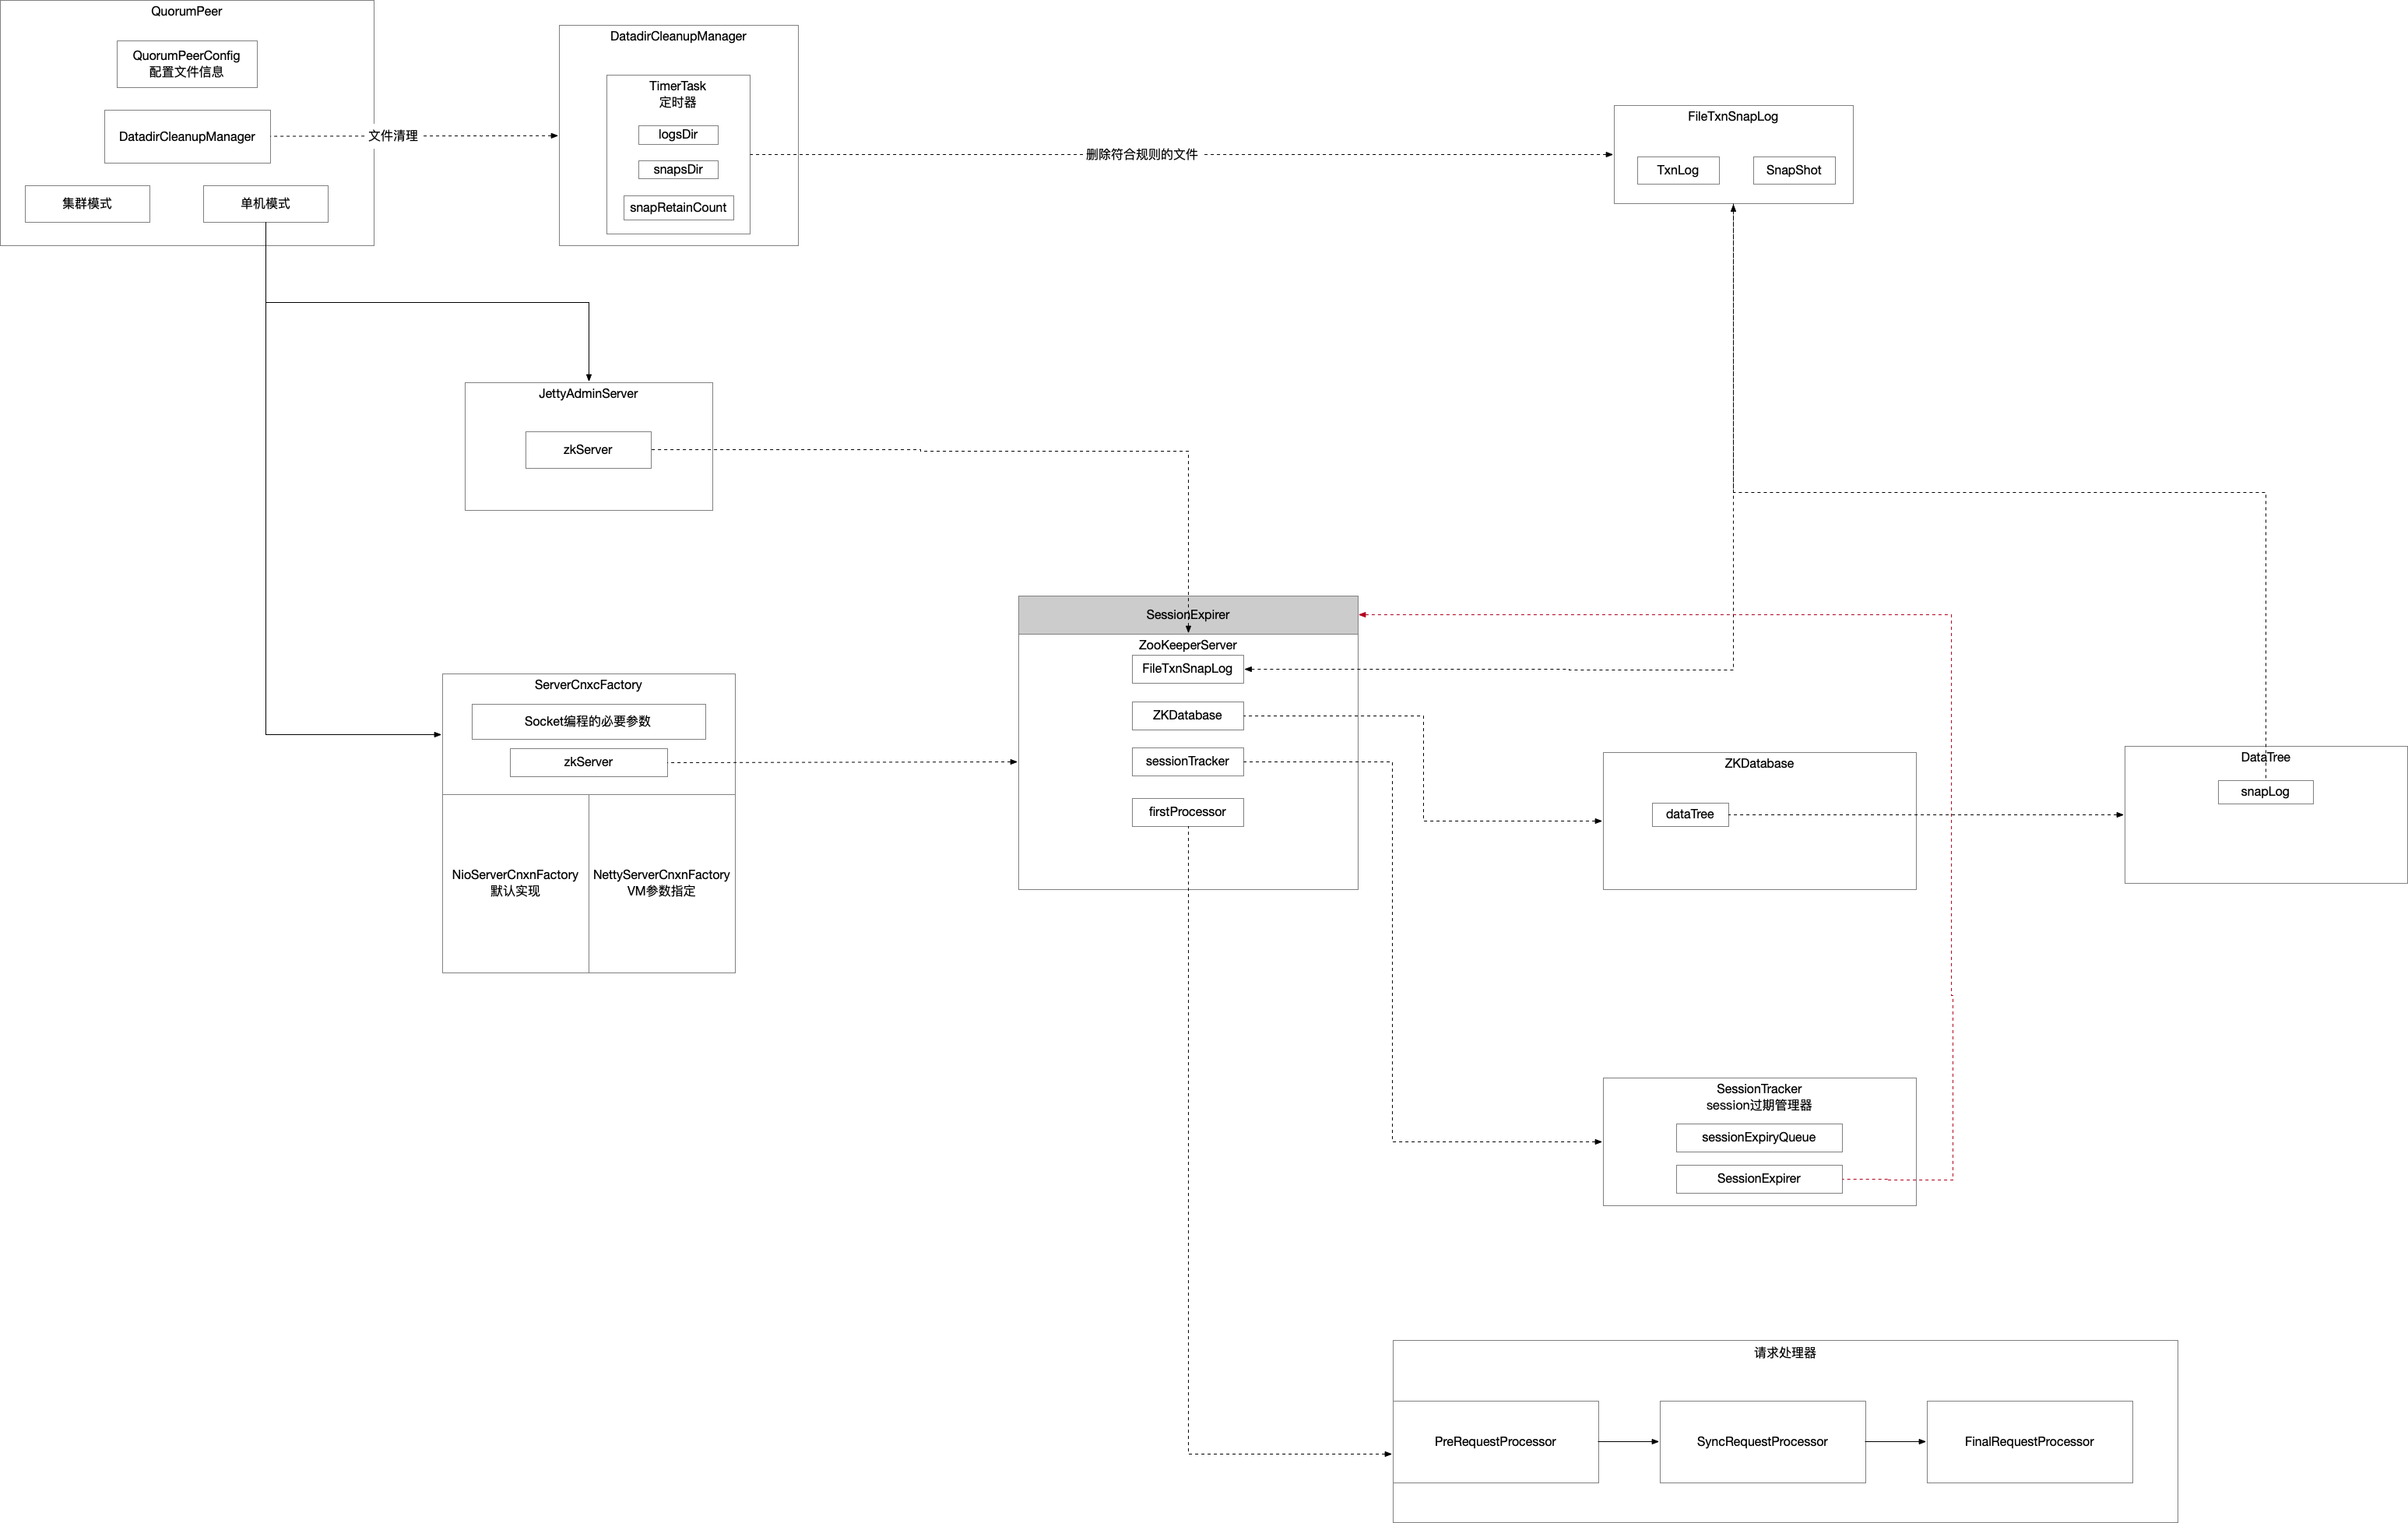 QuorumPeer
QuorumPeerConfig
配置文件信息
DatadirCleanupManager
文件清理
集群模式
单机模式
DatadirCleanupManager
TimerTask
定时器
logsDir
snapsDir
snapRetainCount
删除符合规则的文件
FileTxnSnapLog
TxnLog
SnapShot
JettyAdminServer
zkServer
SessionExpirer
ZooKeeperServer
FileTxnSnapLog
ZKDatabase
sessionTracker
firstProcessor
ServerCnxcFactory
Socket编程的必要参数
zkServer
NioServerCnxnFactory
默认实现
NettyServerCnxnFactory
VM参数指定
ZKDatabase
dataTree
DataTree
snapLog
SessionTracker
session过期管理器
sessionExpiryQueue
SessionExpirer
请求处理器
PreRequestProcessor
SyncRequestProcessor
FinalRequestProcessor